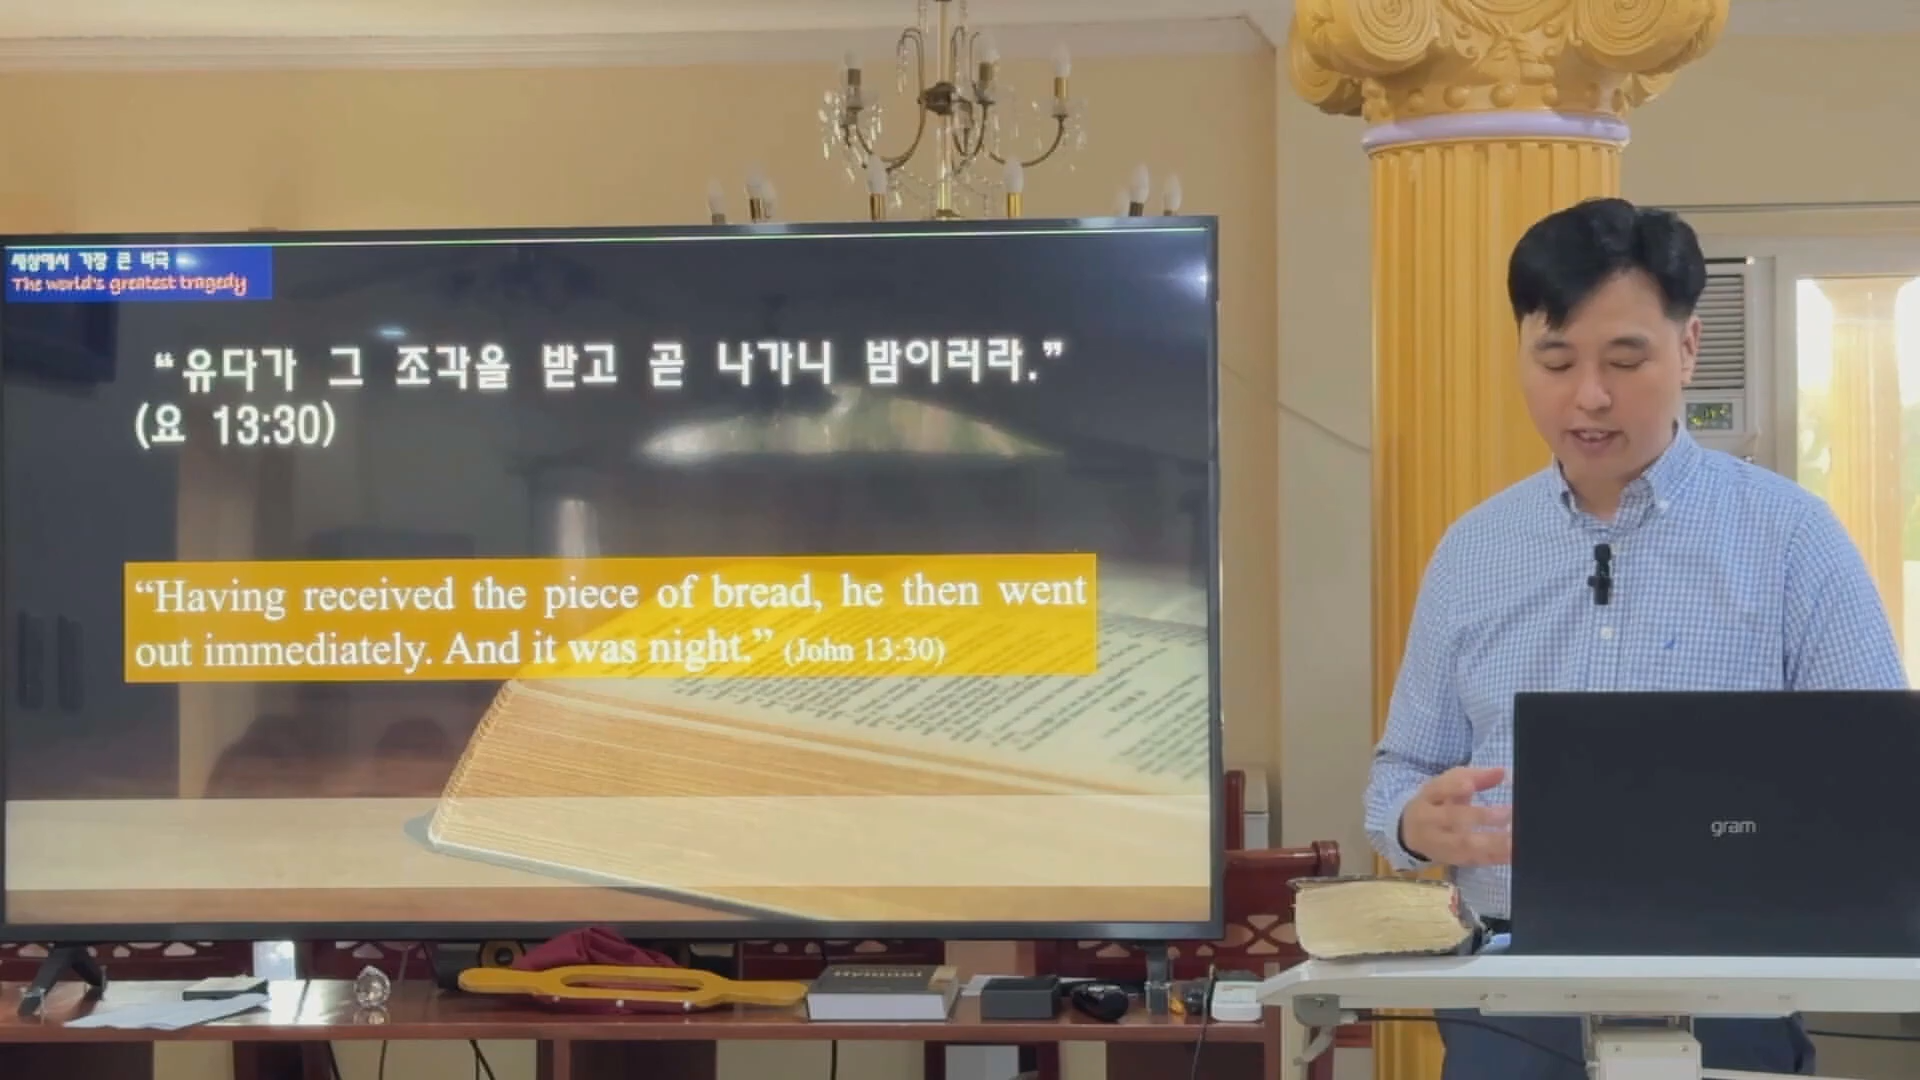 세상에서 가장 큰 비극
The world's greatest tragedy
“유다가 그 조각을 받고 곧 나가니 밤이러라.”
(요 13:30)
“Having received the piece of bread, he then went
out immediately. And it was night.” (John 13:30)
gram
Hymnal